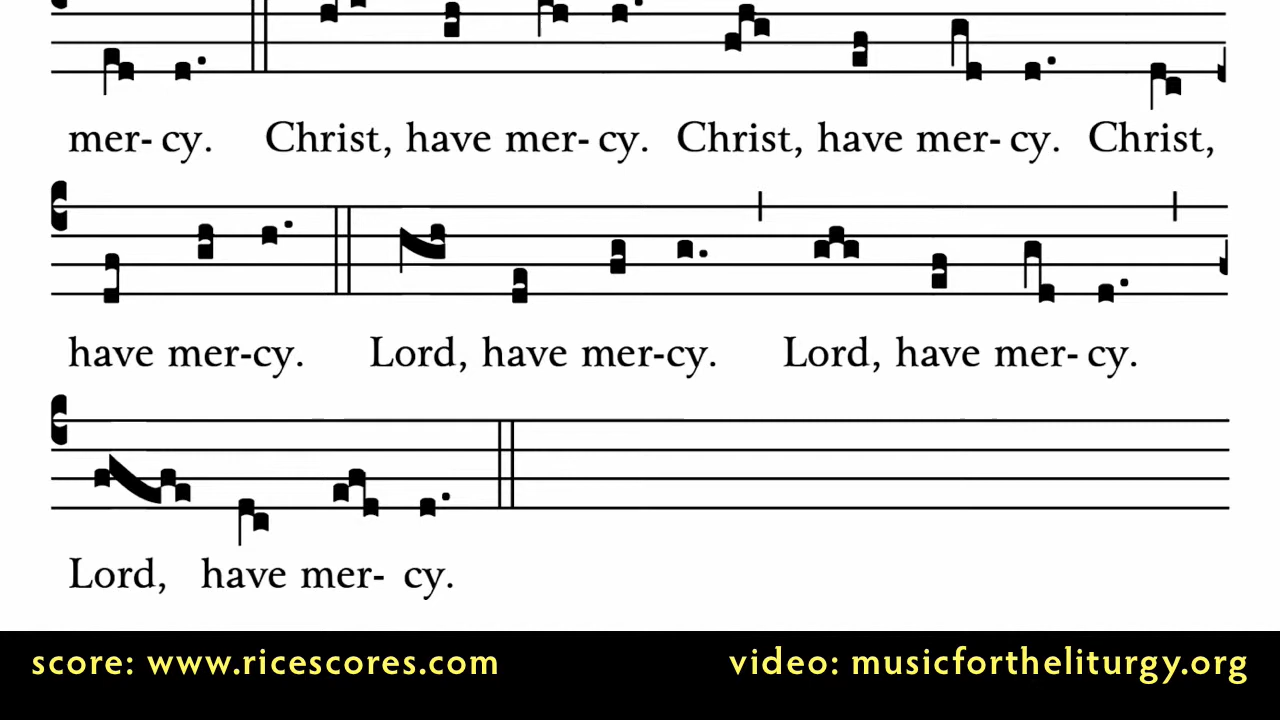 mer- cy. Christ, have mer- cy. Christ, have mer- cy. Christ,
have mer-cy. Lord, have mer-cy. Lord, have mer- cy.
Lord, have mer- cy.
score: www.ricescores.com video: musicfortheliturgy.org